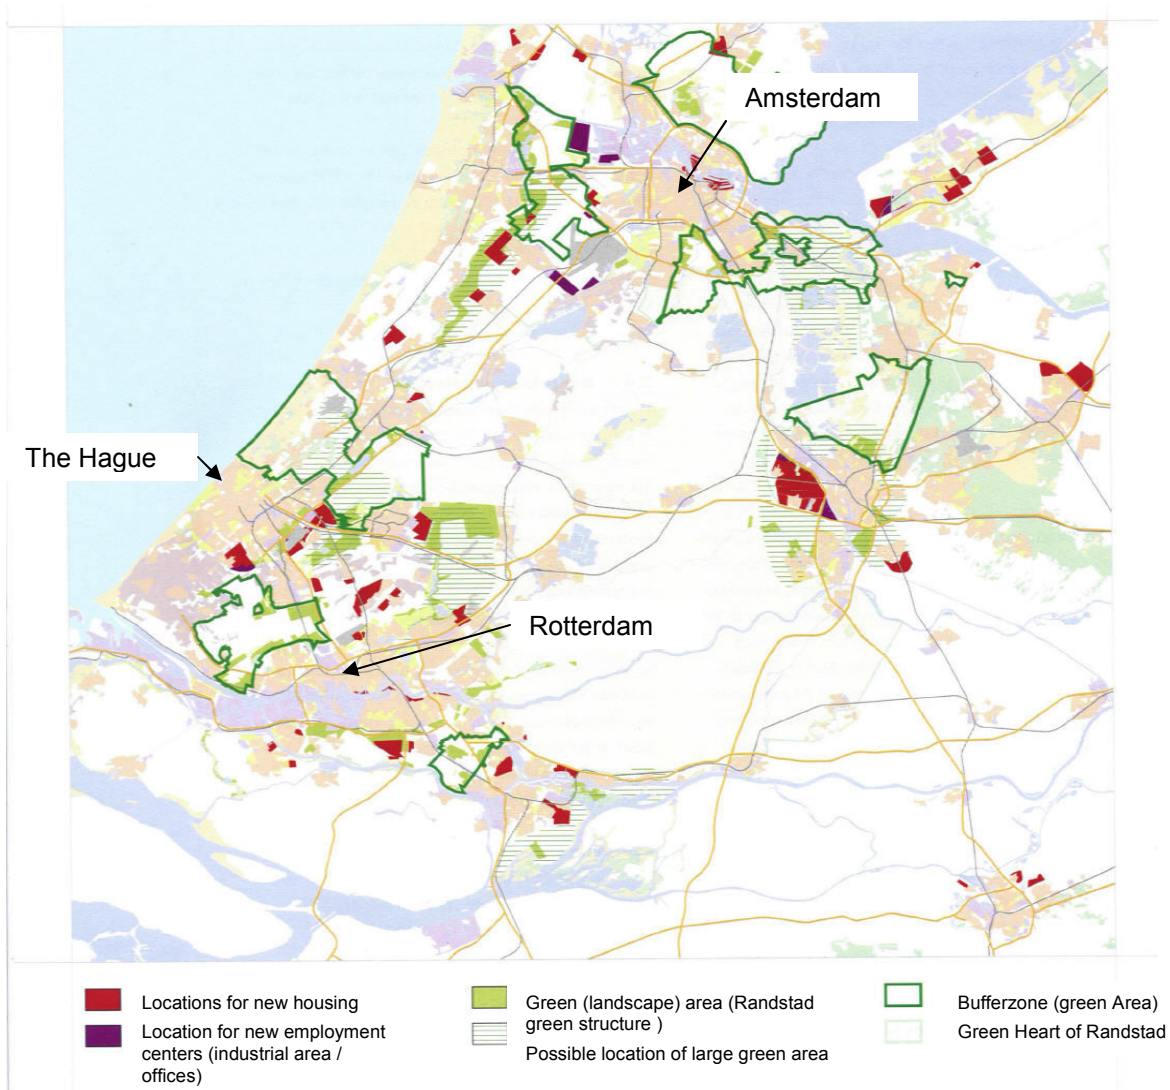 Amsterdam
The Hague
Rotterdam
Locations for new housing
Location for new employment
centers (industrial area /
offices)
Green (landscape) area (Randstad
green structure )
Possible location of large green area
Bufferzone (green Area)
Green Heart of Randstad